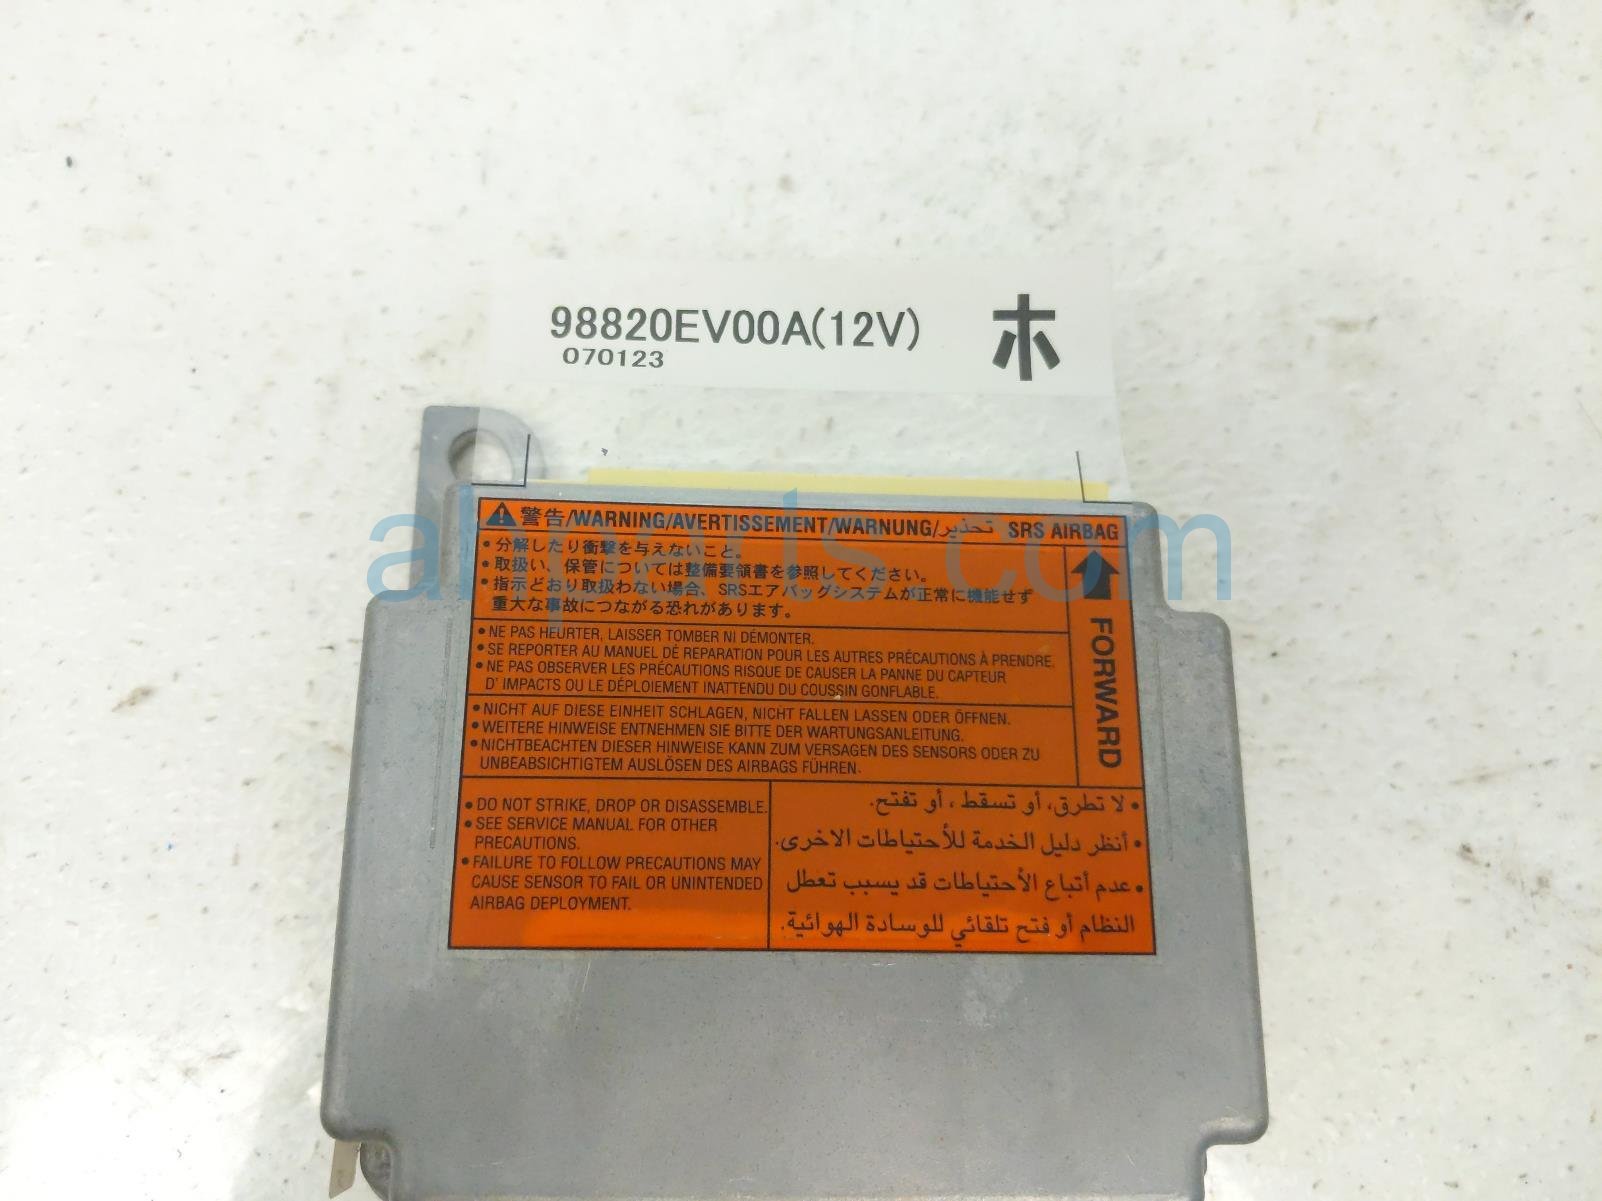 98820EV00A(12V) ホ
070123
警告/WARNING/AVERTISSEMENT/WARNUNG/تحذير SRS AIRBAG
• 分解したり衝撃を与えないこと。
• 取扱い、保管については整備要領書を参照してください。
• 指示どおり取扱わない場合、SRSエアバッグシステムが正常に機能せず
重大な事故につながる恐れがあります。
FORWARD
• NE PAS HEURTER, LAISSER TOMBER NI DÉMONTER.
• SE REPORTER AU MANUEL DE REPARATION POUR LES AUTRES PRÉCAUTIONS À PRENDRE.
• NE PAS OBSERVER LES PRÉCAUTIONS RISQUE DE CAUSER LA PANNE DU CAPTEUR
D' IMPACTS OU LE DÉPLOIEMENT INATTENDU DU COUSSIN GONFLABLE.
• NICHT AUF DIESE EINHEIT SCHLAGEN, NICHT FALLEN LASSEN ODER ÖFFNEN.
• WEITERE HINWEISE ENTNEHMEN SIE BITTE DER WARTUNGSANLEITUNG.
• NICHTBEACHTEN DIESER HINWEISE KANN ZUM VERSAGEN DES SENSORS ODER ZU
UNBEABSICHTIGTEM AUSLÖSEN DES AIRBAGS FÜHREN.
• DO NOT STRIKE, DROP OR DISASSEMBLE.
• SEE SERVICE MANUAL FOR OTHER
PRECAUTIONS.
• FAILURE TO FOLLOW PRECAUTIONS MAY
CAUSE SENSOR TO FAIL OR UNINTENDED
AIRBAG DEPLOYMENT.
• لا تطرق، أو تسقط ، أو تفتح.
• أنظر دليل الخدمة للأحتياطات الاخرى.
• عدم أتباع الأحتياطات قد يسبب تعطل
النظام أو فتح تلقائي للوسادة الهوائية.
ahparts.com